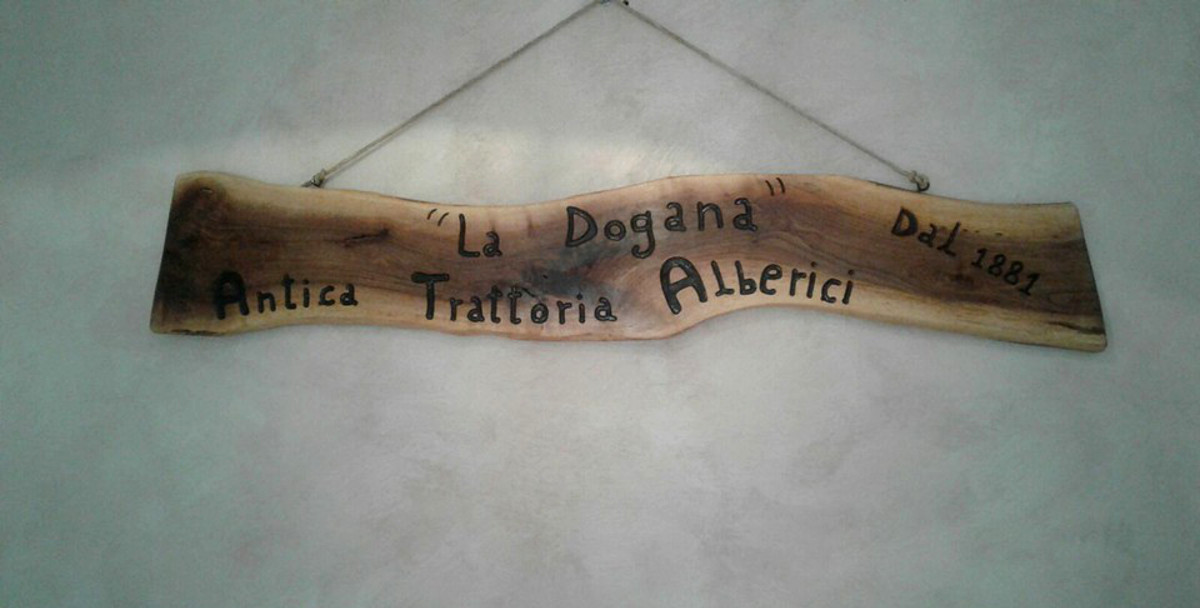 "La Dogana"
Antica Trattoria Alberici
Dal 1881